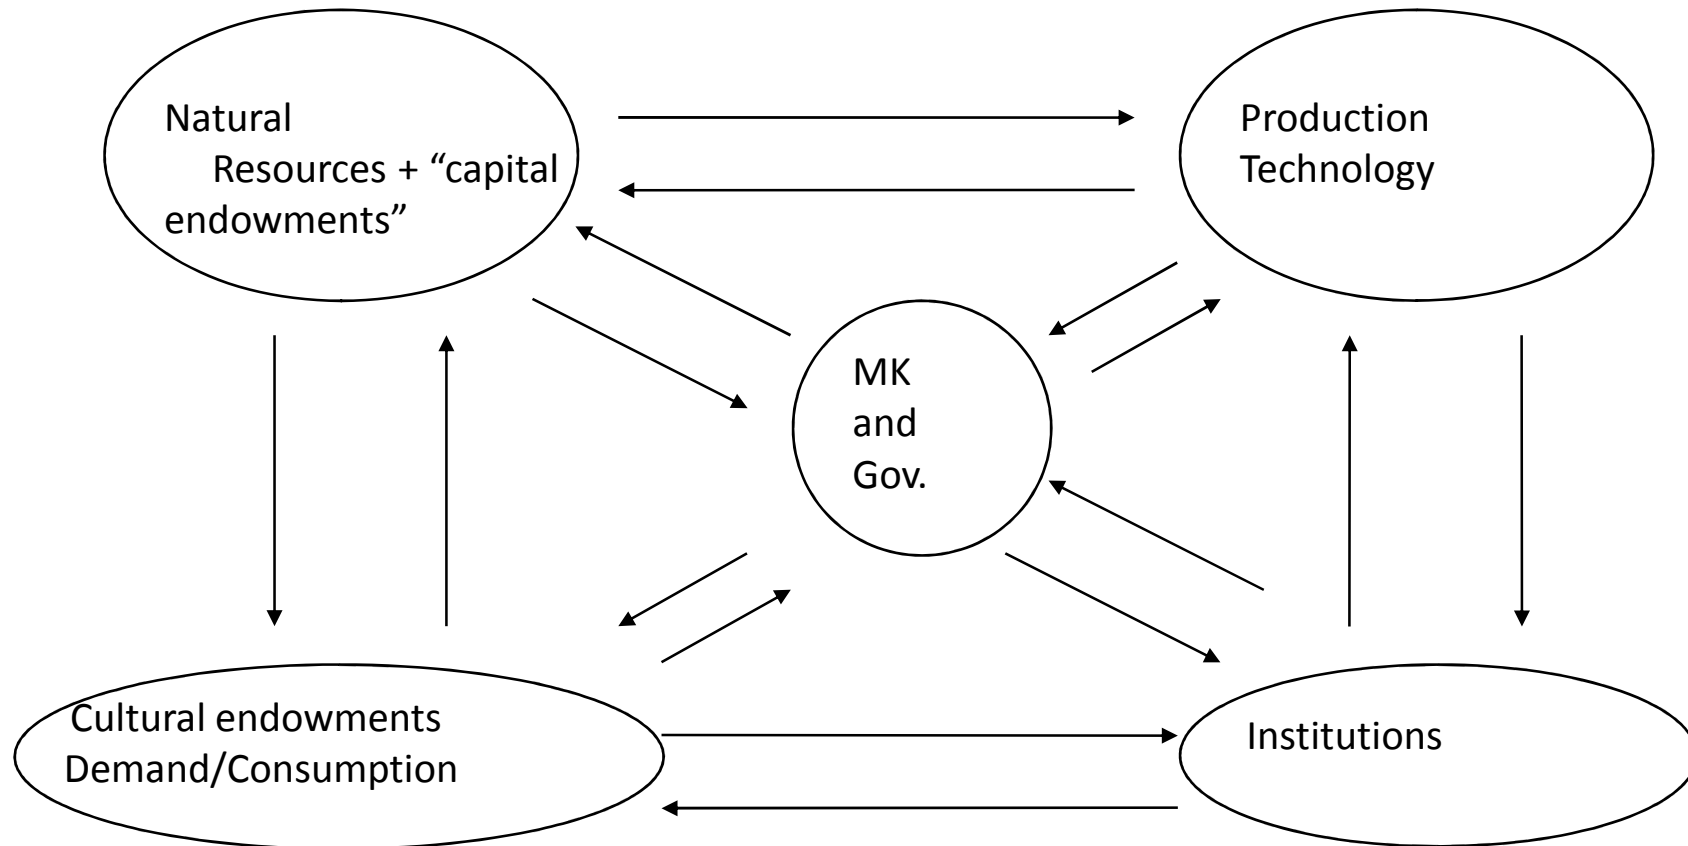 Natural
Resources + “capital
endowments”
Production
Technology
MK
and
Gov.
Cultural endowments
Demand/Consumption
Institutions